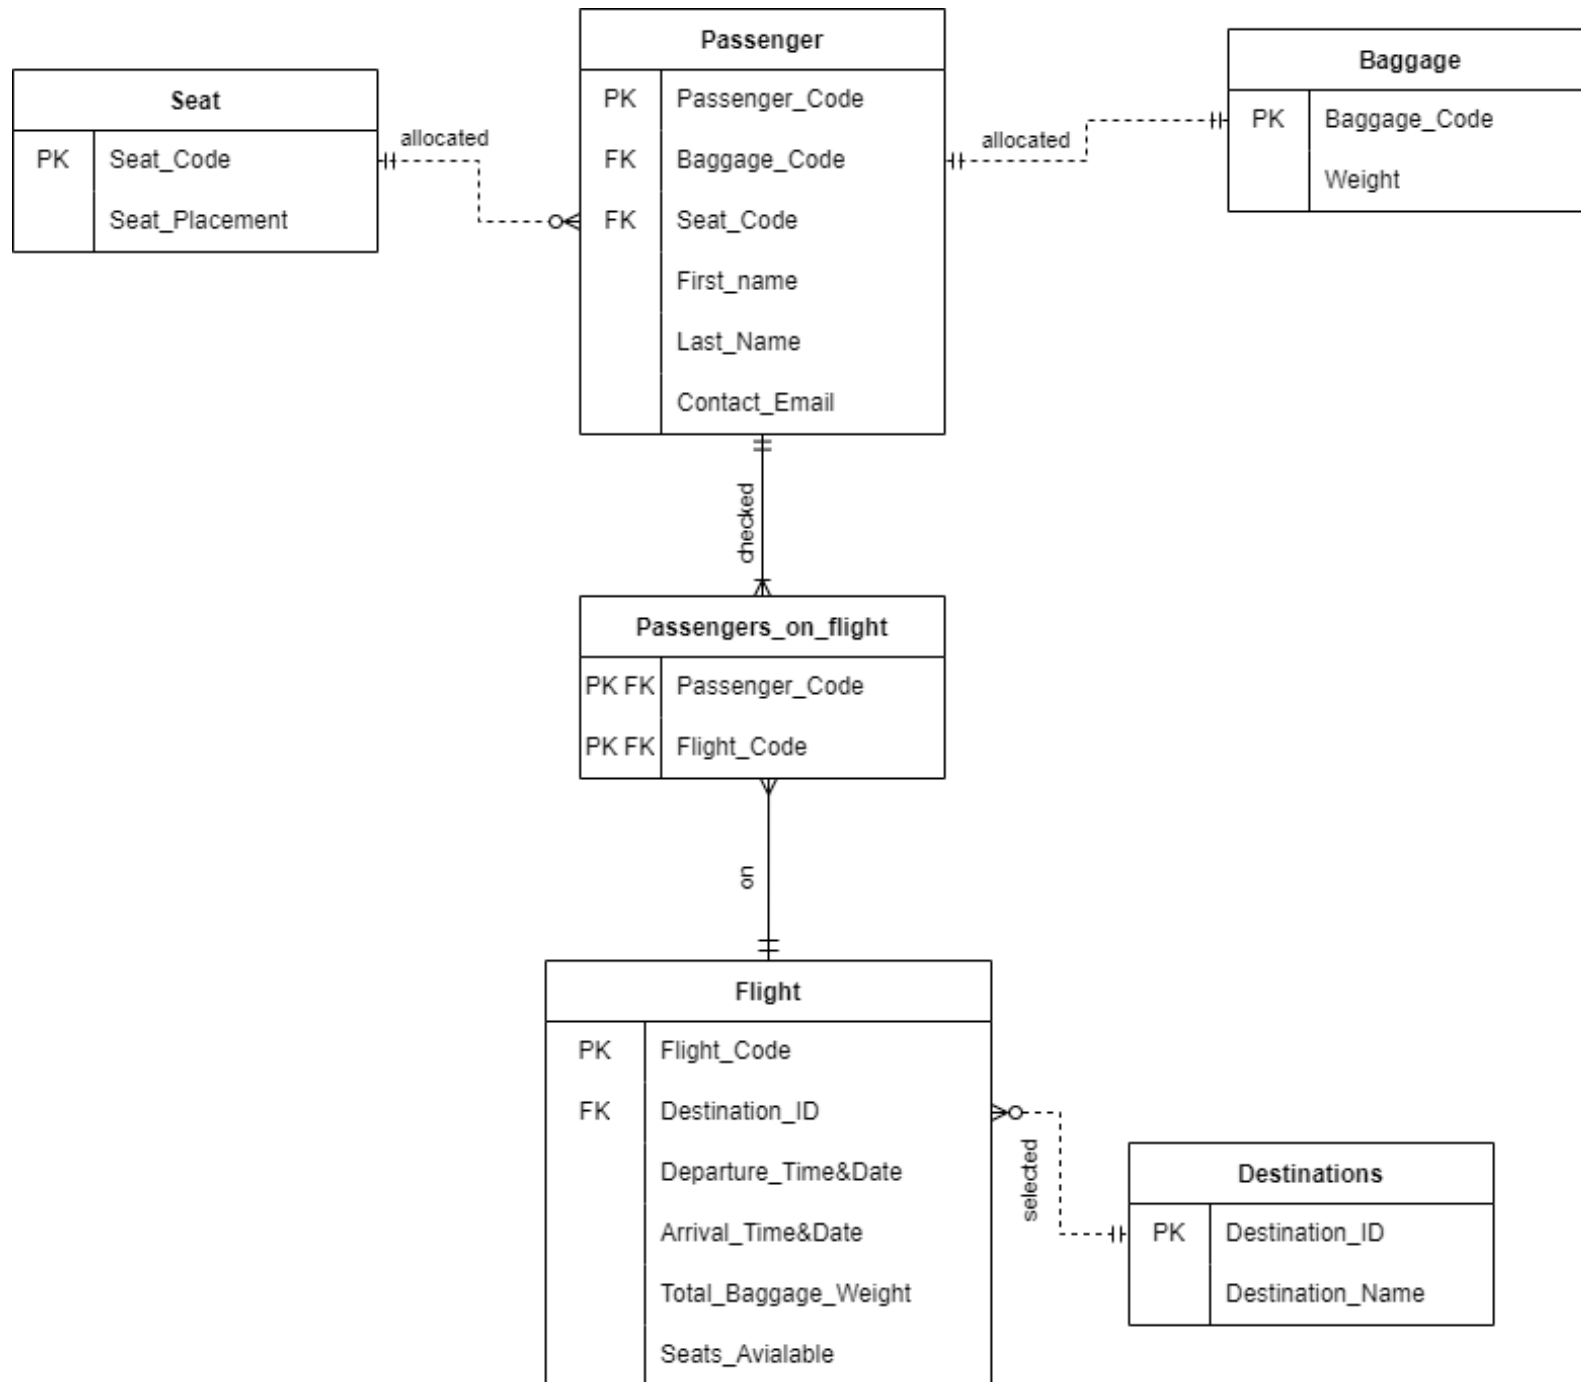 Passenger
PK Passenger_Code
FK Baggage_Code
FK Seat_Code
First_name
Last_Name
Contact_Email
Seat
PK Seat_Code
Seat_Placement
allocated
allocated
Baggage
PK Baggage_Code
Weight
checked
Passengers_on_flight
PK FK Passenger_Code
PK FK Flight_Code
on
Flight
PK Flight_Code
FK Destination_ID
Departure_Time&Date
Arrival_Time&Date
Total_Baggage_Weight
Seats_Avialable
selected
Destinations
PK Destination_ID
Destination_Name